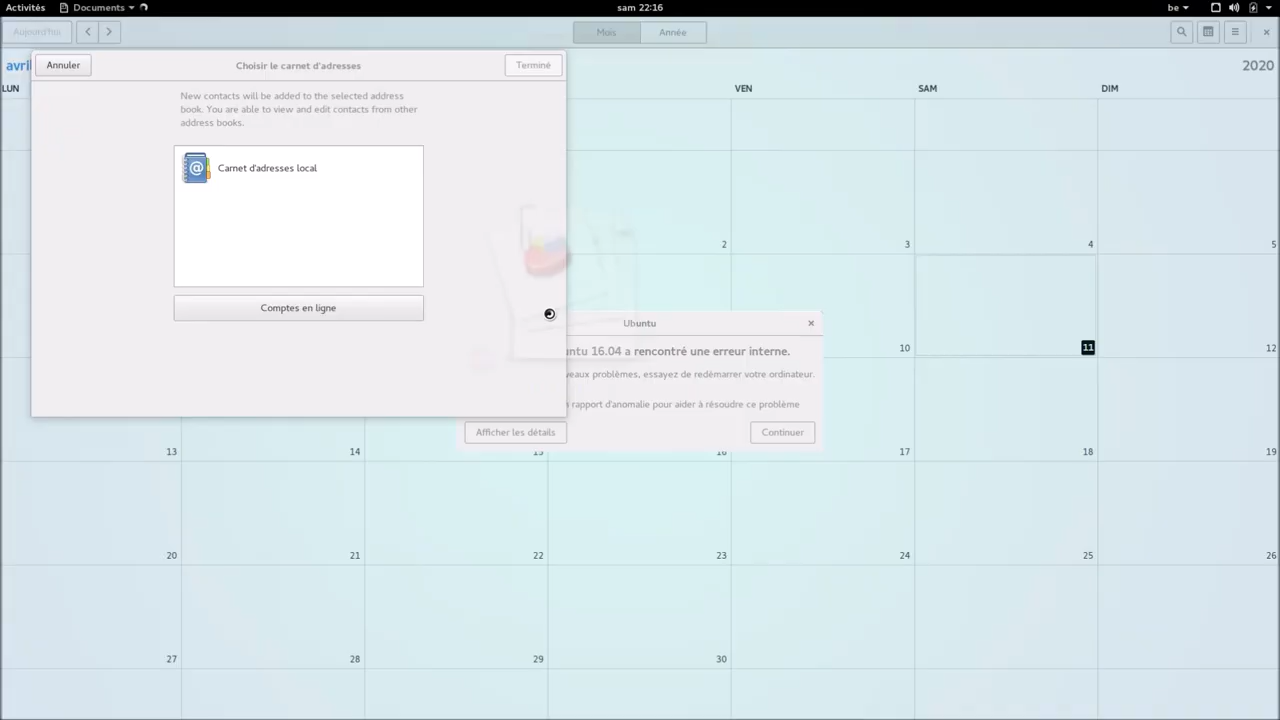 Activités
Documents
sam 22:16
be
Aujourd'hui
Mois
Année
avril
2020
LUN
VEN
SAM
DIM
Annuler
Choisir le carnet d'adresses
Terminé
New contacts will be added to the selected address
book. You are able to view and edit contacts from other
address books.
Carnet d'adresses local
Comptes en ligne
2
3
4
5
Ubuntu
untu 16.04 a rencontré une erreur interne.
veaux problèmes, essayez de redémarrer votre ordinateur.
rapport d'anomalie pour aider à résoudre ce problème
Afficher les détails
Continuer
10
11
12
13
14
15
16
17
18
19
20
21
22
23
24
25
26
27
28
29
30